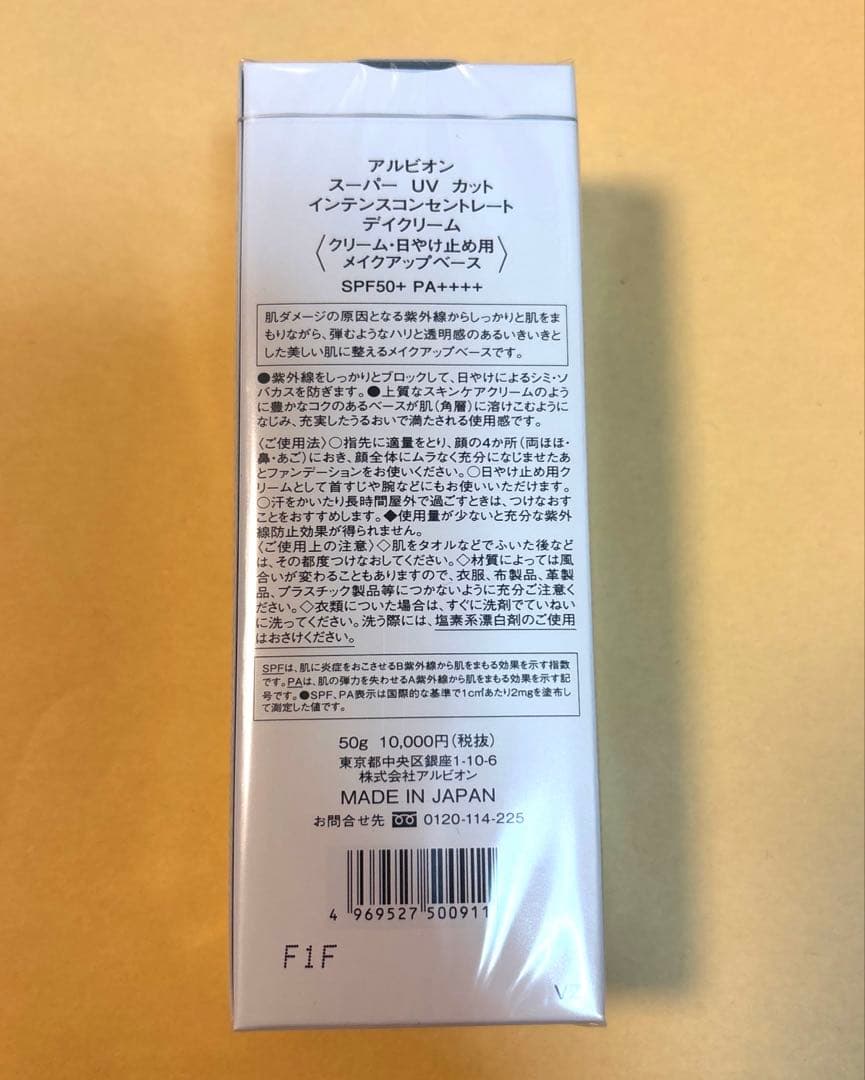 アルビオン
スーパー UV カット
インテンスコンセントレート
デイクリーム
〈クリーム・日やけ止め用
メイクアップベース〉
SPF50+ PA++++
肌ダメージの原因となる紫外線からしっかりと肌をま
もりながら、弾むようなハリと透明感のあるいきいきと
した美しい肌に整えるメイクアップベースです。
●紫外線をしっかりとブロックして、日やけによるシミ・ソ
バカスを防ぎます。●上質なスキンケアクリームのよう
に豊かなコクのあるベースが肌(角層)に溶けこむように
なじみ、充実したうるおいで満たされる使用感です。
〈ご使用法〉○指先に適量をとり、顔の4か所(両ほほ・
鼻・あご)におき、顔全体にムラなく充分になじませたあ
とファンデーションをお使いください。○日やけ止め用ク
リームとして首すじや腕などにもお使いいただけます。
○汗をかいたり長時間屋外で過ごすときは、つけなおす
ことをおすすめします。◆使用量が少ないと充分な紫外
線防止効果が得られません。
〈ご使用上の注意〉◇肌をタオルなどでふいた後など
は、その都度つけなおしてください。◇材質によっては風
合いが変わることもありますので、衣服、布製品、革製
品、プラスチック製品等につかないように充分ご注意く
ださい。◇衣類についた場合は、すぐに洗剤でていねい
に洗ってください。洗う際には、塩素系漂白剤のご使用
はおさけください。
SPFは、肌に炎症をおこさせるB紫外線から肌をまもる効果を示す指数
です。PAは、肌の弾力を失わせるA紫外線から肌をまもる効果を示す記
号です。●SPF、PA表示は国際的な基準で1c㎡あたり2mgを塗布し
て測定した値です。
50g 10,000円(税抜)
東京都中央区銀座1-10-6
株式会社アルビオン
MADE IN JAPAN
お問合せ先 0120-114-225
4 969527 500911
F1F